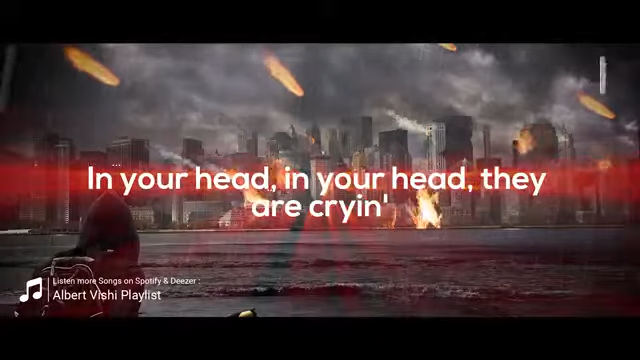 In your head, in your head, they
are cryin'
Listen more Songs on Spotify & Deezer :
Albert Vishi Playlist